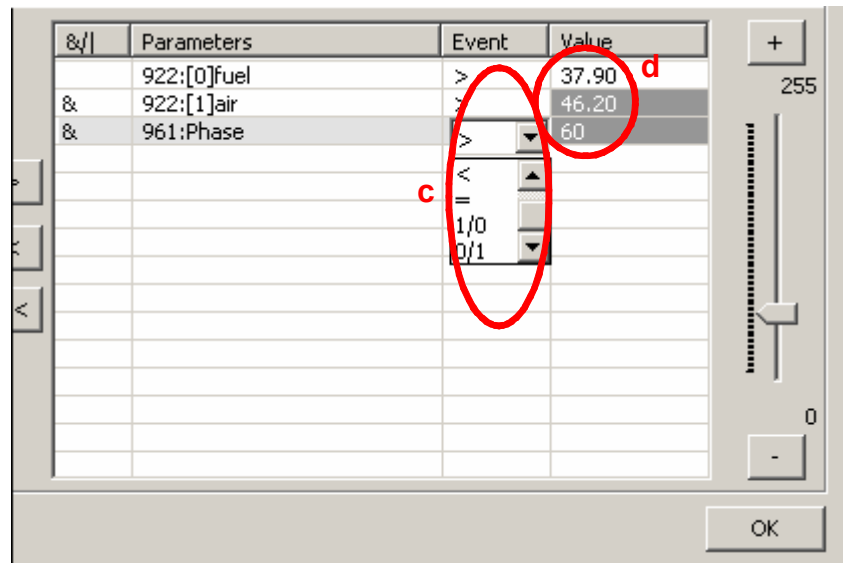 &/| Parameters Event Value +
922:[0]fuel > 37.90 d
255
& 922:[1]air > 46.20
& 961:Phase > 60
<
c =
1/0
0/1
<
0
-
OK